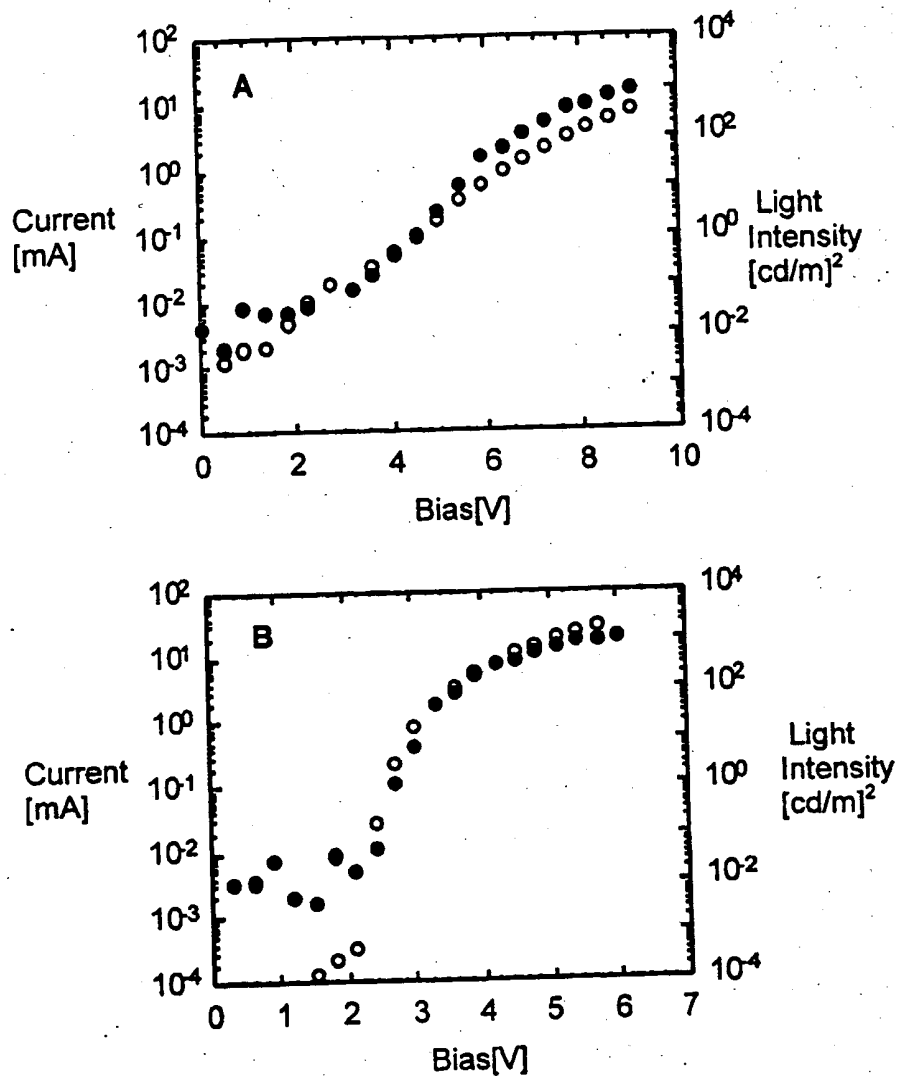 A
10²
10¹
10⁰
10⁻¹
10⁻²
10⁻³
10⁻⁴
Current
[mA]
10⁴
10²
10⁰
10⁻²
10⁻⁴
Light
Intensity
[cd/m]²
0 2 4 6 8 10
Bias[V]
B
10²
10¹
10⁰
10⁻¹
10⁻²
10⁻³
10⁻⁴
Current
[mA]
10⁴
10²
10⁰
10⁻²
10⁻⁴
Light
Intensity
[cd/m]²
0 1 2 3 4 5 6 7
Bias[V]